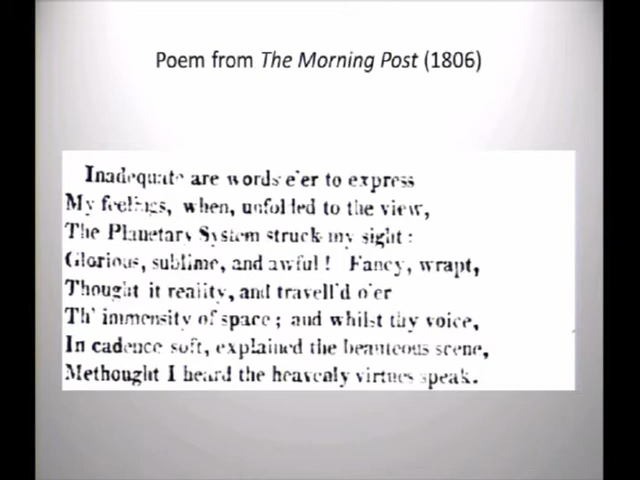 Poem from The Morning Post (1806)
Inadequate are words e'er to express
My feelings, when, unfolded to the view,
The Planetary System struck my sight:
Glorious, sublime, and awful! Fancy, wrapt,
Thought it reality, and travell'd o'er
Th' immensity of space; and whilst thy voice,
In cadence soft, explained the beauteous scene,
Methought I heard the heavenly virtues speak.